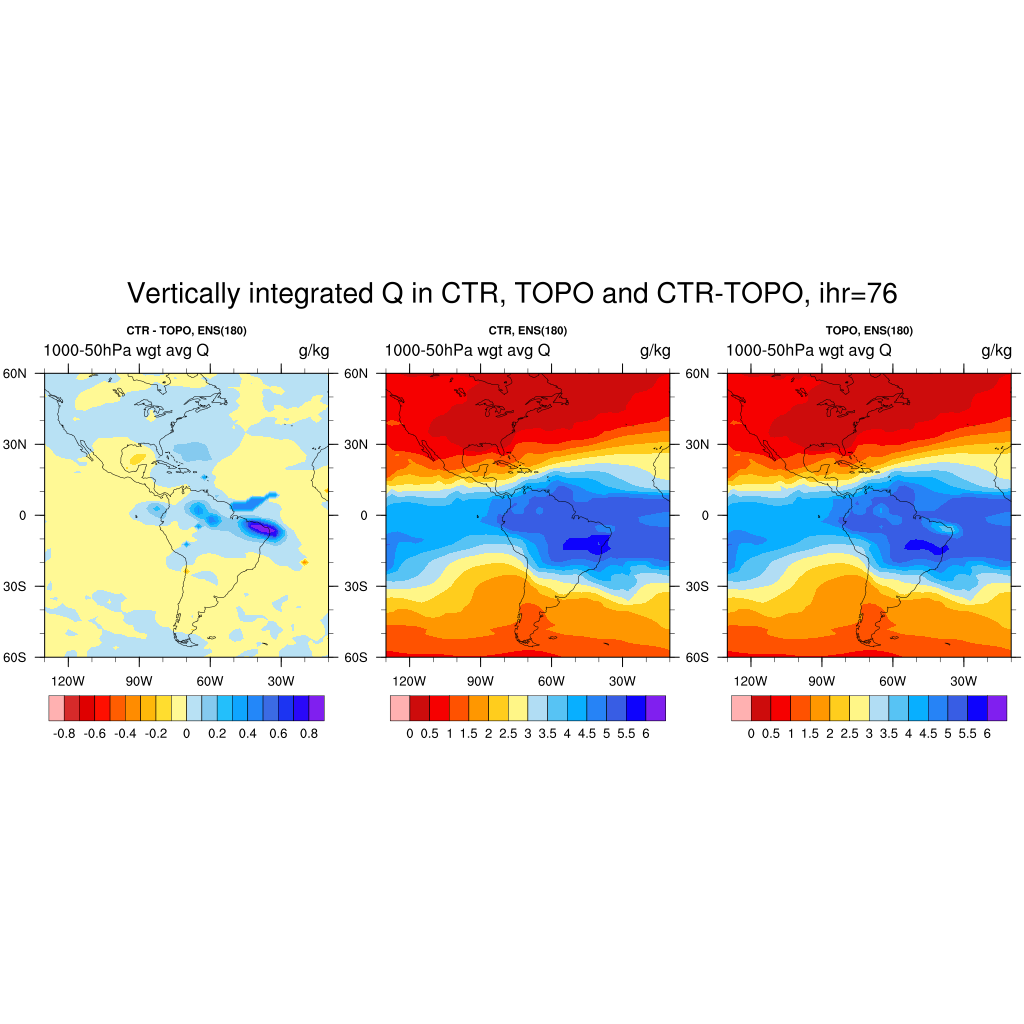 Vertically integrated Q in CTR, TOPO and CTR-TOPO, ihr=76
CTR - TOPO, ENS(180)
1000-50hPa wgt avg Q g/kg
60N
30N
0
30S
60S
120W 90W 60W 30W
-0.8 -0.6 -0.4 -0.2 0 0.2 0.4 0.6 0.8
CTR, ENS(180)
1000-50hPa wgt avg Q g/kg
60N
30N
0
30S
60S
120W 90W 60W 30W
0 0.5 1 1.5 2 2.5 3 3.5 4 4.5 5 5.5 6
TOPO, ENS(180)
1000-50hPa wgt avg Q g/kg
60N
30N
0
30S
60S
120W 90W 60W 30W
0 0.5 1 1.5 2 2.5 3 3.5 4 4.5 5 5.5 6